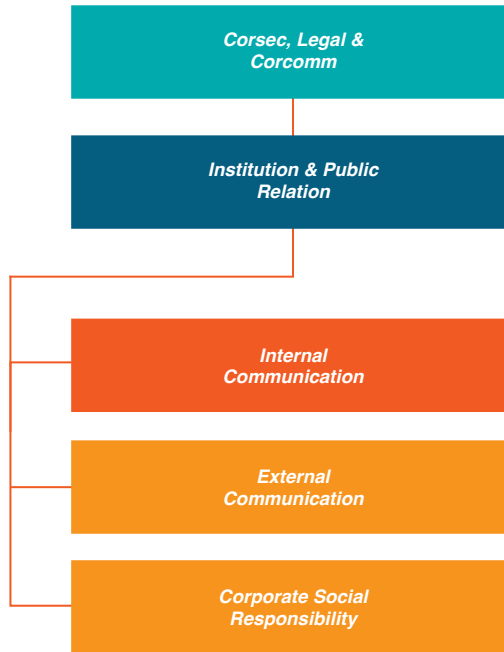 Corsec, Legal &
Corcomm
Institution & Public
Relation
Internal
Communication
External
Communication
Corporate Social
Responsibility